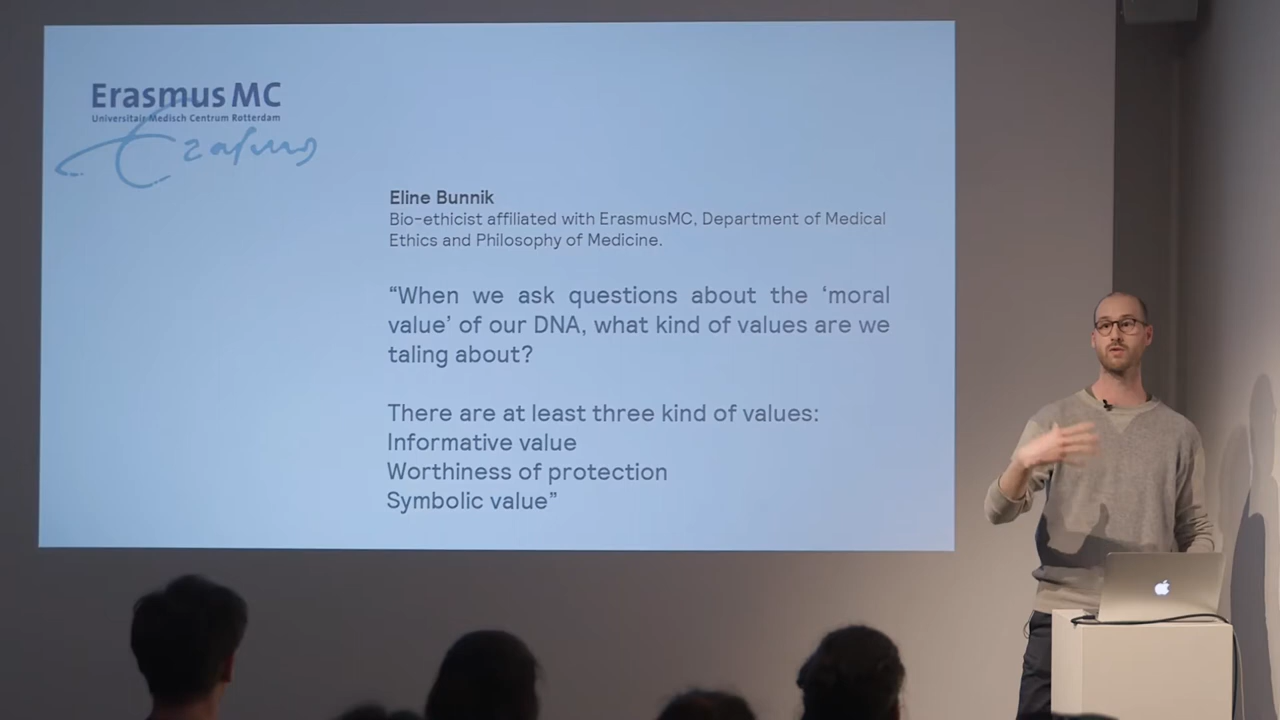 Erasmus MC
Universitair Medisch Centrum Rotterdam
Erasmus
Eline Bunnik
Bio-ethicist affiliated with ErasmusMC, Department of Medical
Ethics and Philosophy of Medicine.
“When we ask questions about the ‘moral
value’ of our DNA, what kind of values are we
taling about?
There are at least three kind of values:
Informative value
Worthiness of protection
Symbolic value”